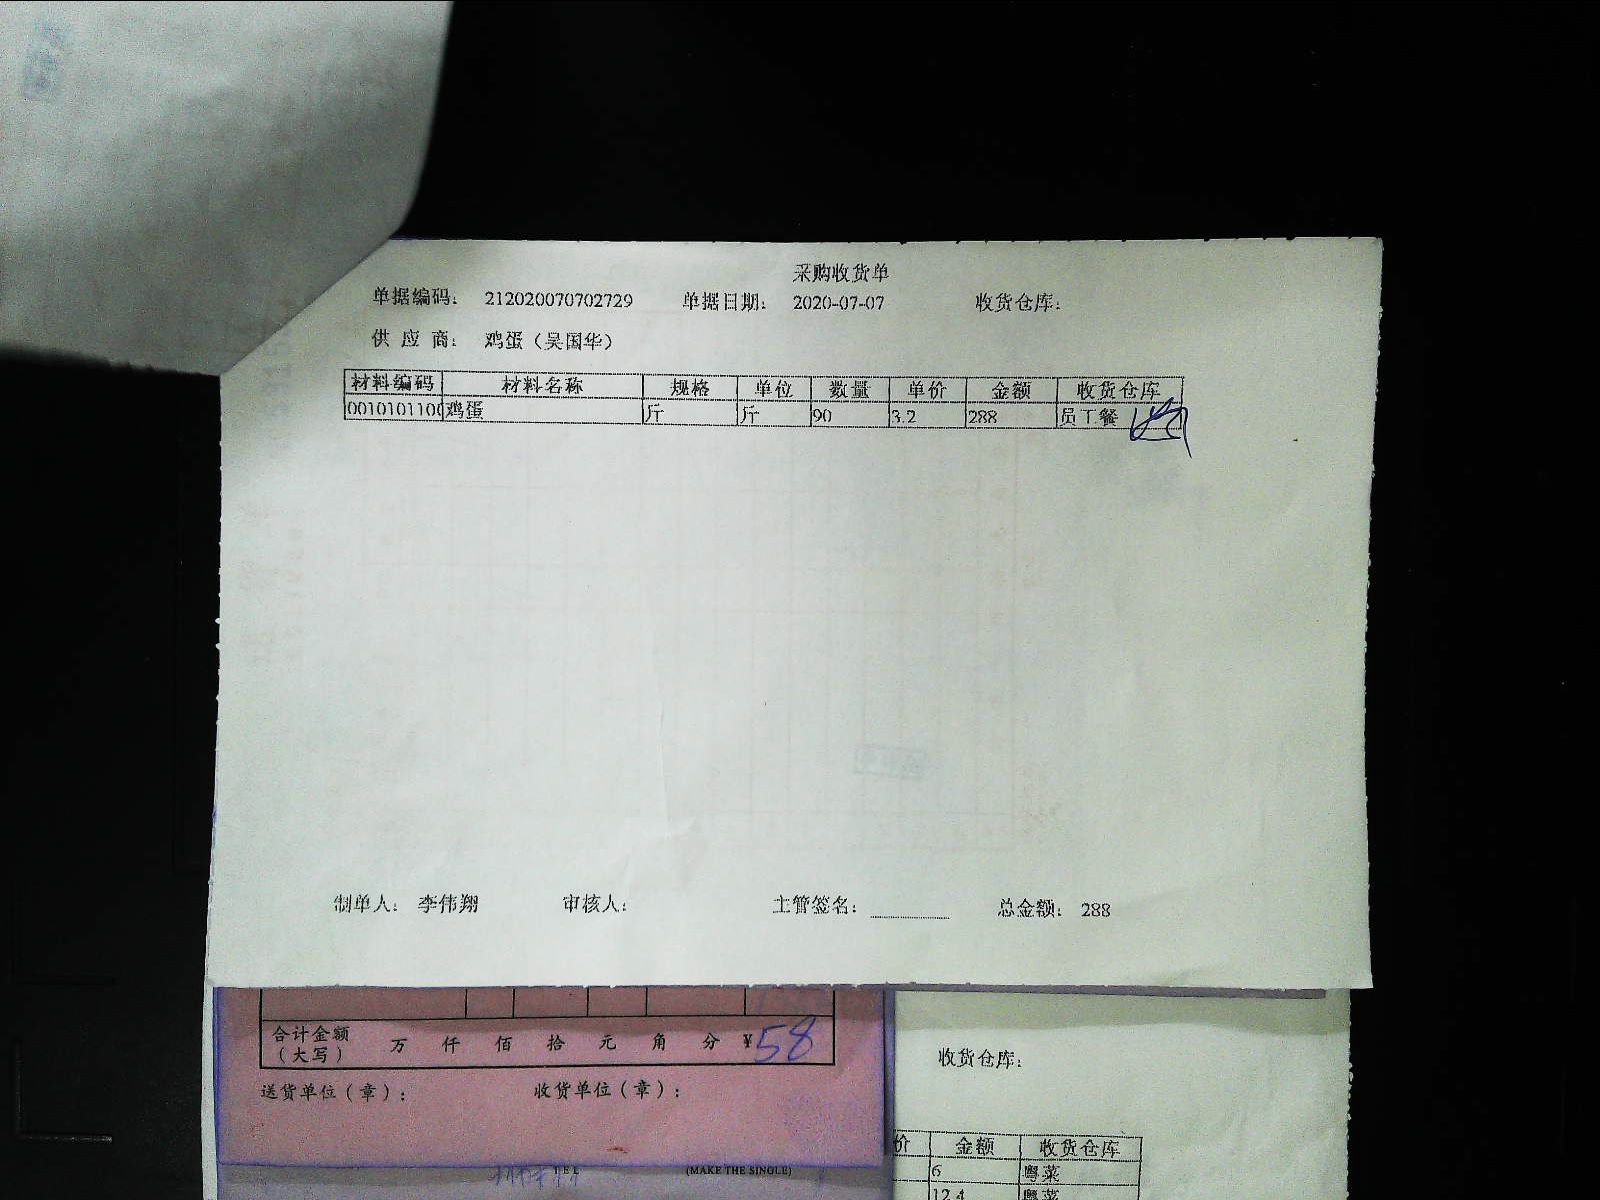 采购收货单
单据编码： 212020070702729 单据日期： 2020-07-07 收货仓库：
供 应 商： 鸡蛋（吴国华）
材料编码 材料名称 规格 单位 数量 单价 金额 收货仓库
0010101100 鸡蛋 斤 斤 90 3.2 288 员工餐
制单人： 李伟翔 审核人： 主管签名： 总金额： 288
合计金额 （大写） 万 仟 佰 拾 元 角 分 ¥58
送货单位（章）： 收货单位（章）：
(MAKE THE SINGLE)
收货仓库：
价 金额 收货仓库
6 粤菜
12.4 粤菜